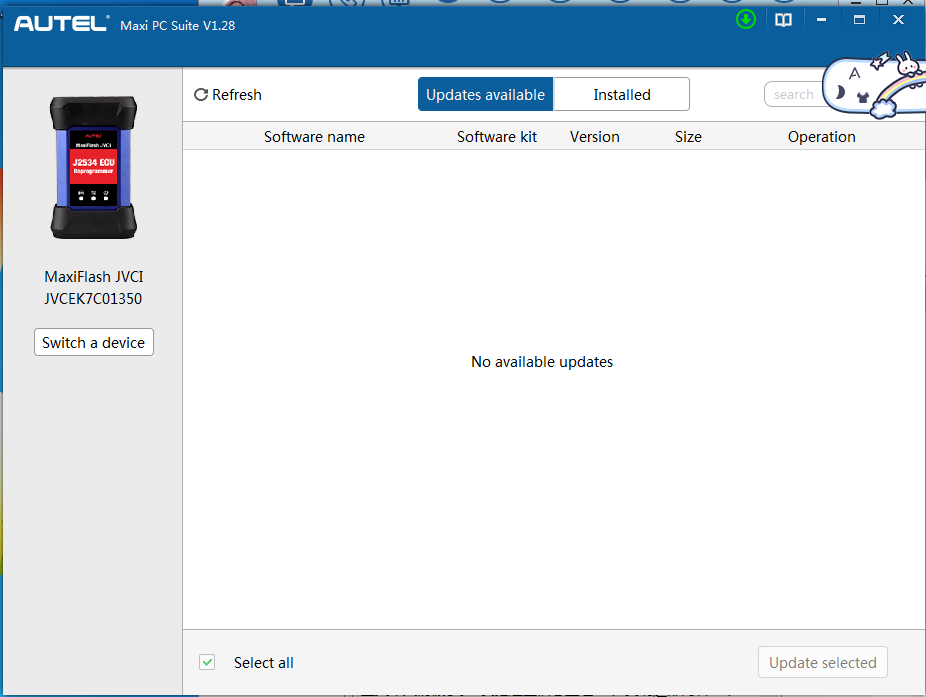 AUTEL Maxi PC Suite V1.28
Refresh
Updates available
Installed
search
A
Software name Software kit Version Size Operation
AUTEL
MaxiFlash JVCI
J2534 ECU
Reprogrammer
MaxiFlash JVCI
JVCEK7C01350
Switch a device
No available updates
Select all
Update selected